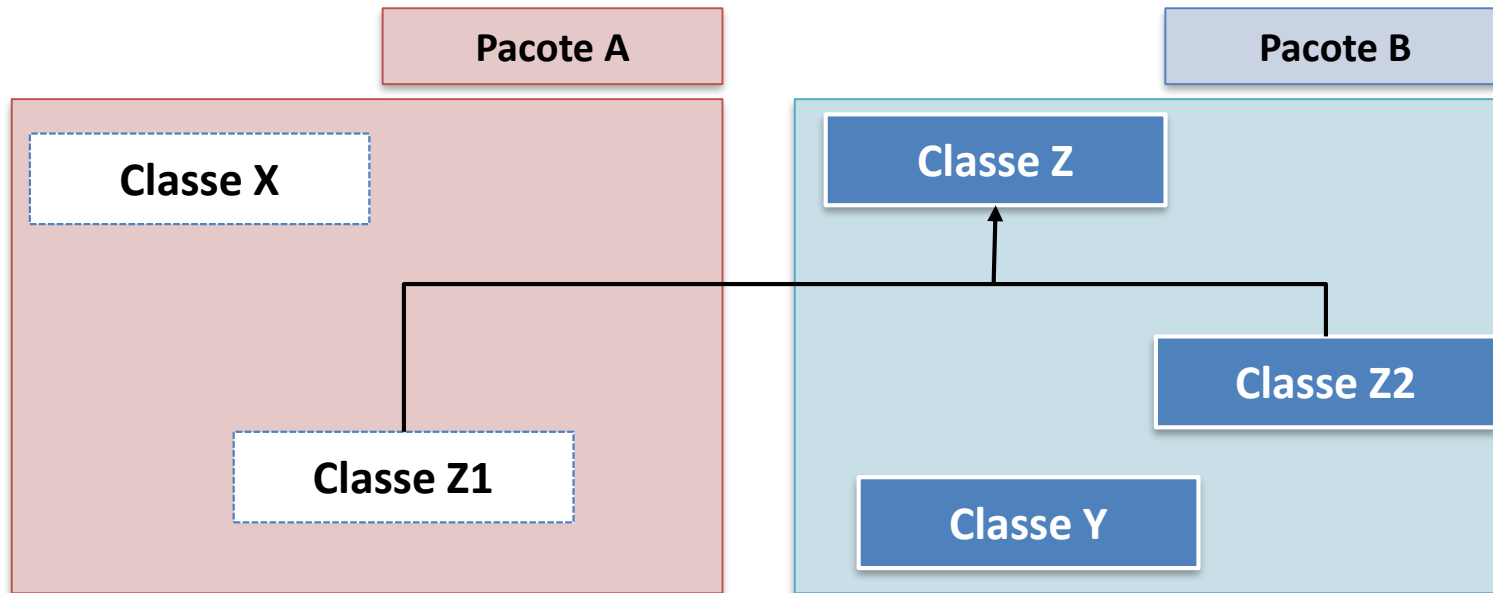 Pacote A
Pacote B
Classe X
Classe Z
Classe Z2
Classe Z1
Classe Y